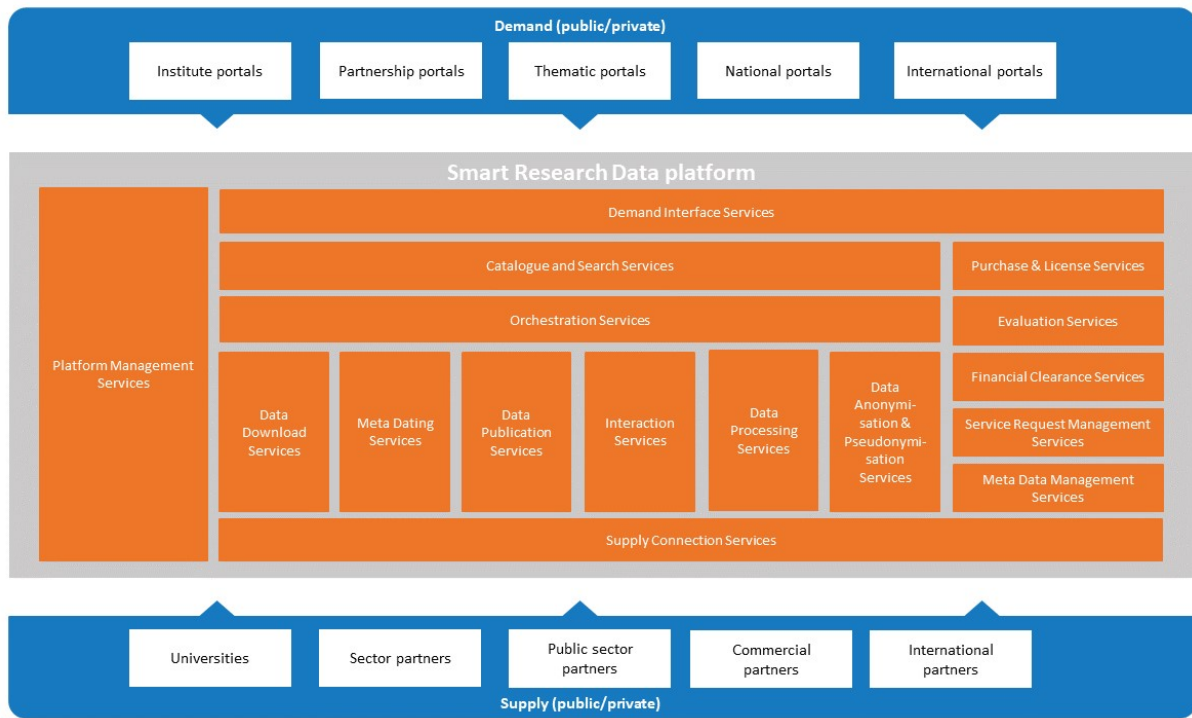 Demand (public/private)
Institute portals
Partnership portals
Thematic portals
National portals
International portals
Smart Research Data platform
Platform Management
Services
Demand Interface Services
Catalogue and Search Services
Orchestration Services
Data
Download
Services
Meta Dating
Services
Data
Publication
Services
Interaction
Services
Data
Processing
Services
Data
Anonymi-
sation &
Pseudonymi-
sation
Services
Purchase & License Services
Evaluation Services
Financial Clearance Services
Service Request Management
Services
Meta Data Management
Services
Supply Connection Services
Universities
Sector partners
Public sector
partners
Commercial
partners
International
partners
Supply (public/private)